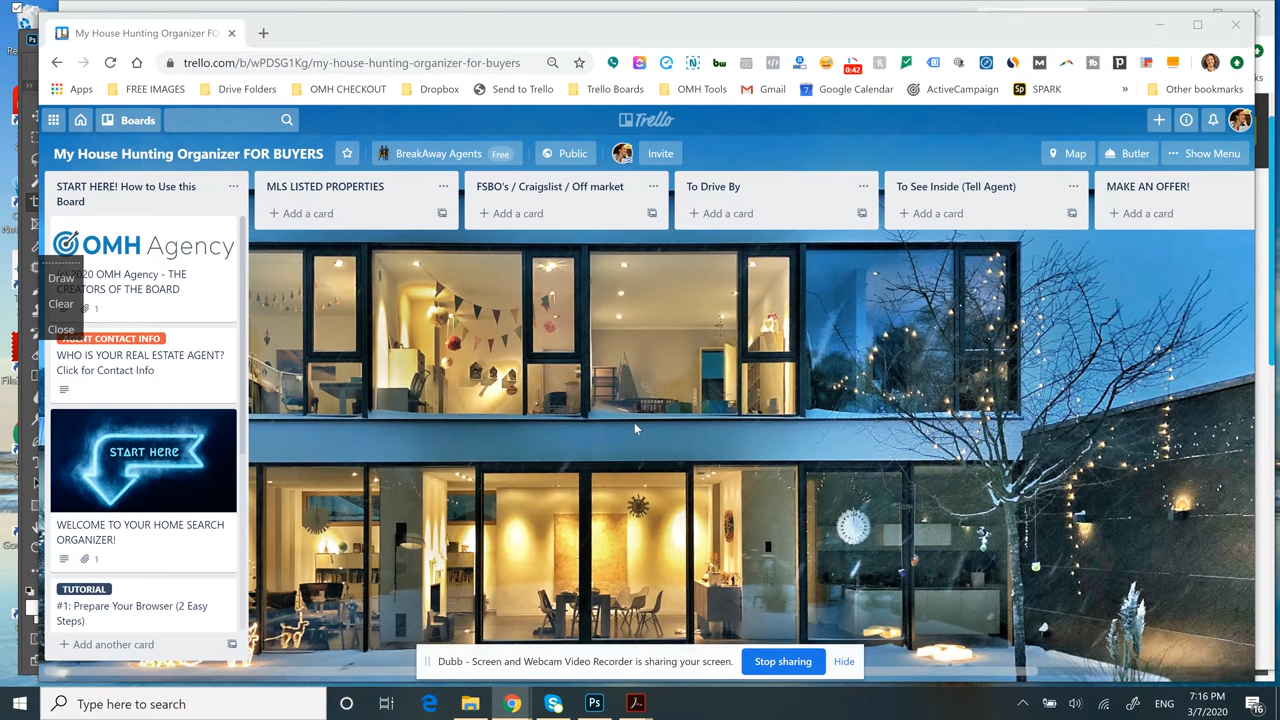 My House Hunting Organizer FO
trello.com/b/wPDSG1Kg/my-house-hunting-organizer-for-buyers
bw
0:42
M
Apps
FREE IMAGES
Drive Folders
OMH CHECKOUT
Dropbox
Send to Trello
Trello Boards
OMH Tools
Gmail
Google Calendar
ActiveCampaign
Sp SPARK
»
Other bookmarks
Boards
Trello
My House Hunting Organizer FOR BUYERS
BreakAway Agents Free
Public
Invite
Map
Butler
Show Menu
START HERE! How to Use this
Board
MLS LISTED PROPERTIES
FSBO's / Craigslist / Off market
To Drive By
To See Inside (Tell Agent)
MAKE AN OFFER!
+ Add a card
+ Add a card
+ Add a card
+ Add a card
+ Add a card
OMH Agency
(c) 2020 OMH Agency - THE
CREATORS OF THE BOARD
1
Draw
Clear
Close
AGENT CONTACT INFO
WHO IS YOUR REAL ESTATE AGENT?
Click for Contact Info
START HERE
WELCOME TO YOUR HOME SEARCH
ORGANIZER!
1
TUTORIAL
#1: Prepare Your Browser (2 Easy
Steps)
+ Add another card
Dubb - Screen and Webcam Video Recorder is sharing your screen.
Stop sharing
Hide
Type here to search
Ps
ENG
7:16 PM
3/7/2020
16